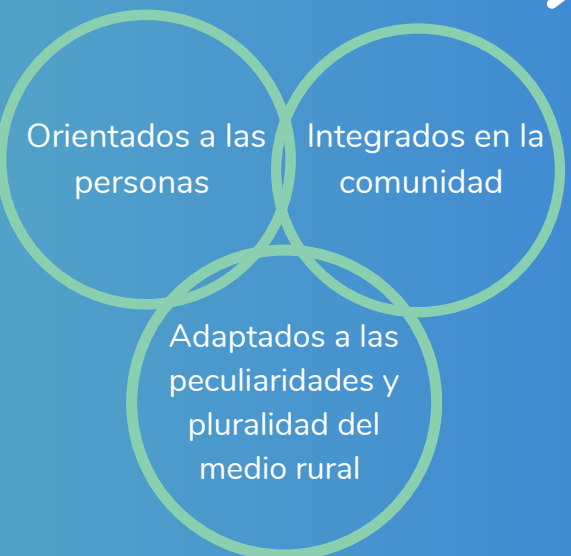 Orientados a las
personas
Integrados en la
comunidad
Adaptados a las
peculiaridades y
pluralidad del
medio rural